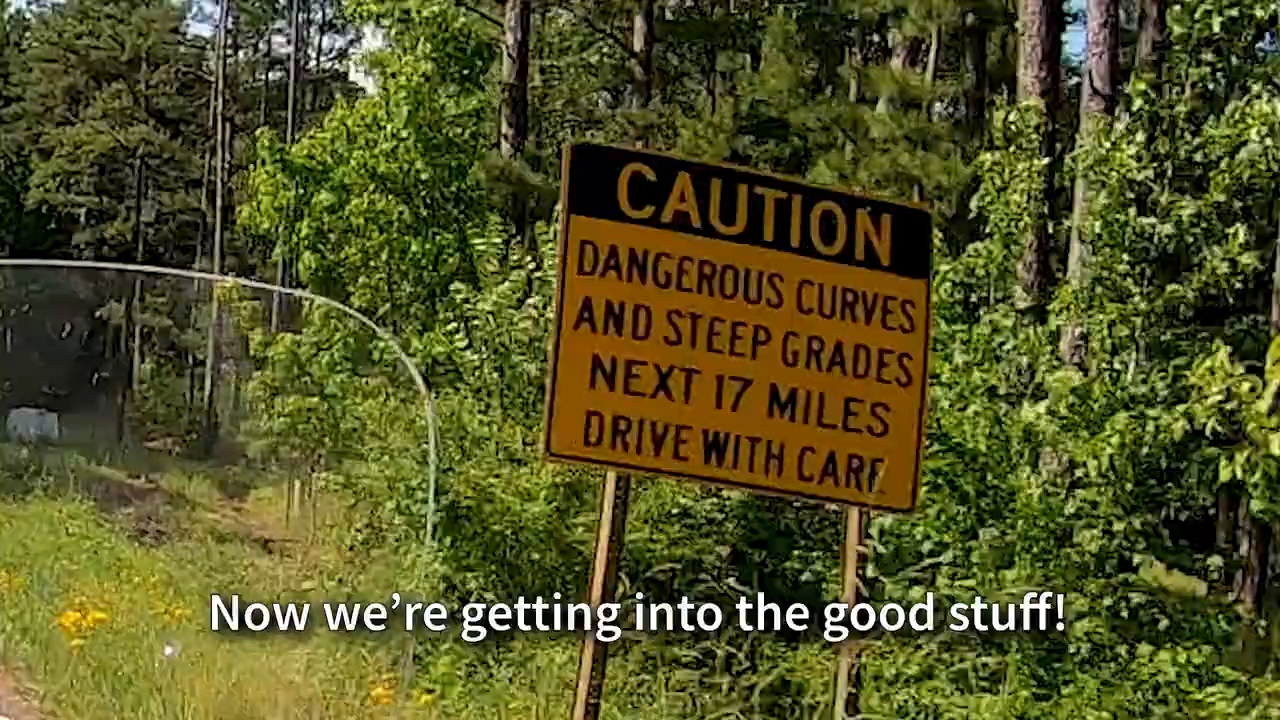 CAUTION
DANGEROUS CURVES
AND STEEP GRADES
NEXT 17 MILES
DRIVE WITH CARE
Now we’re getting into the good stuff!